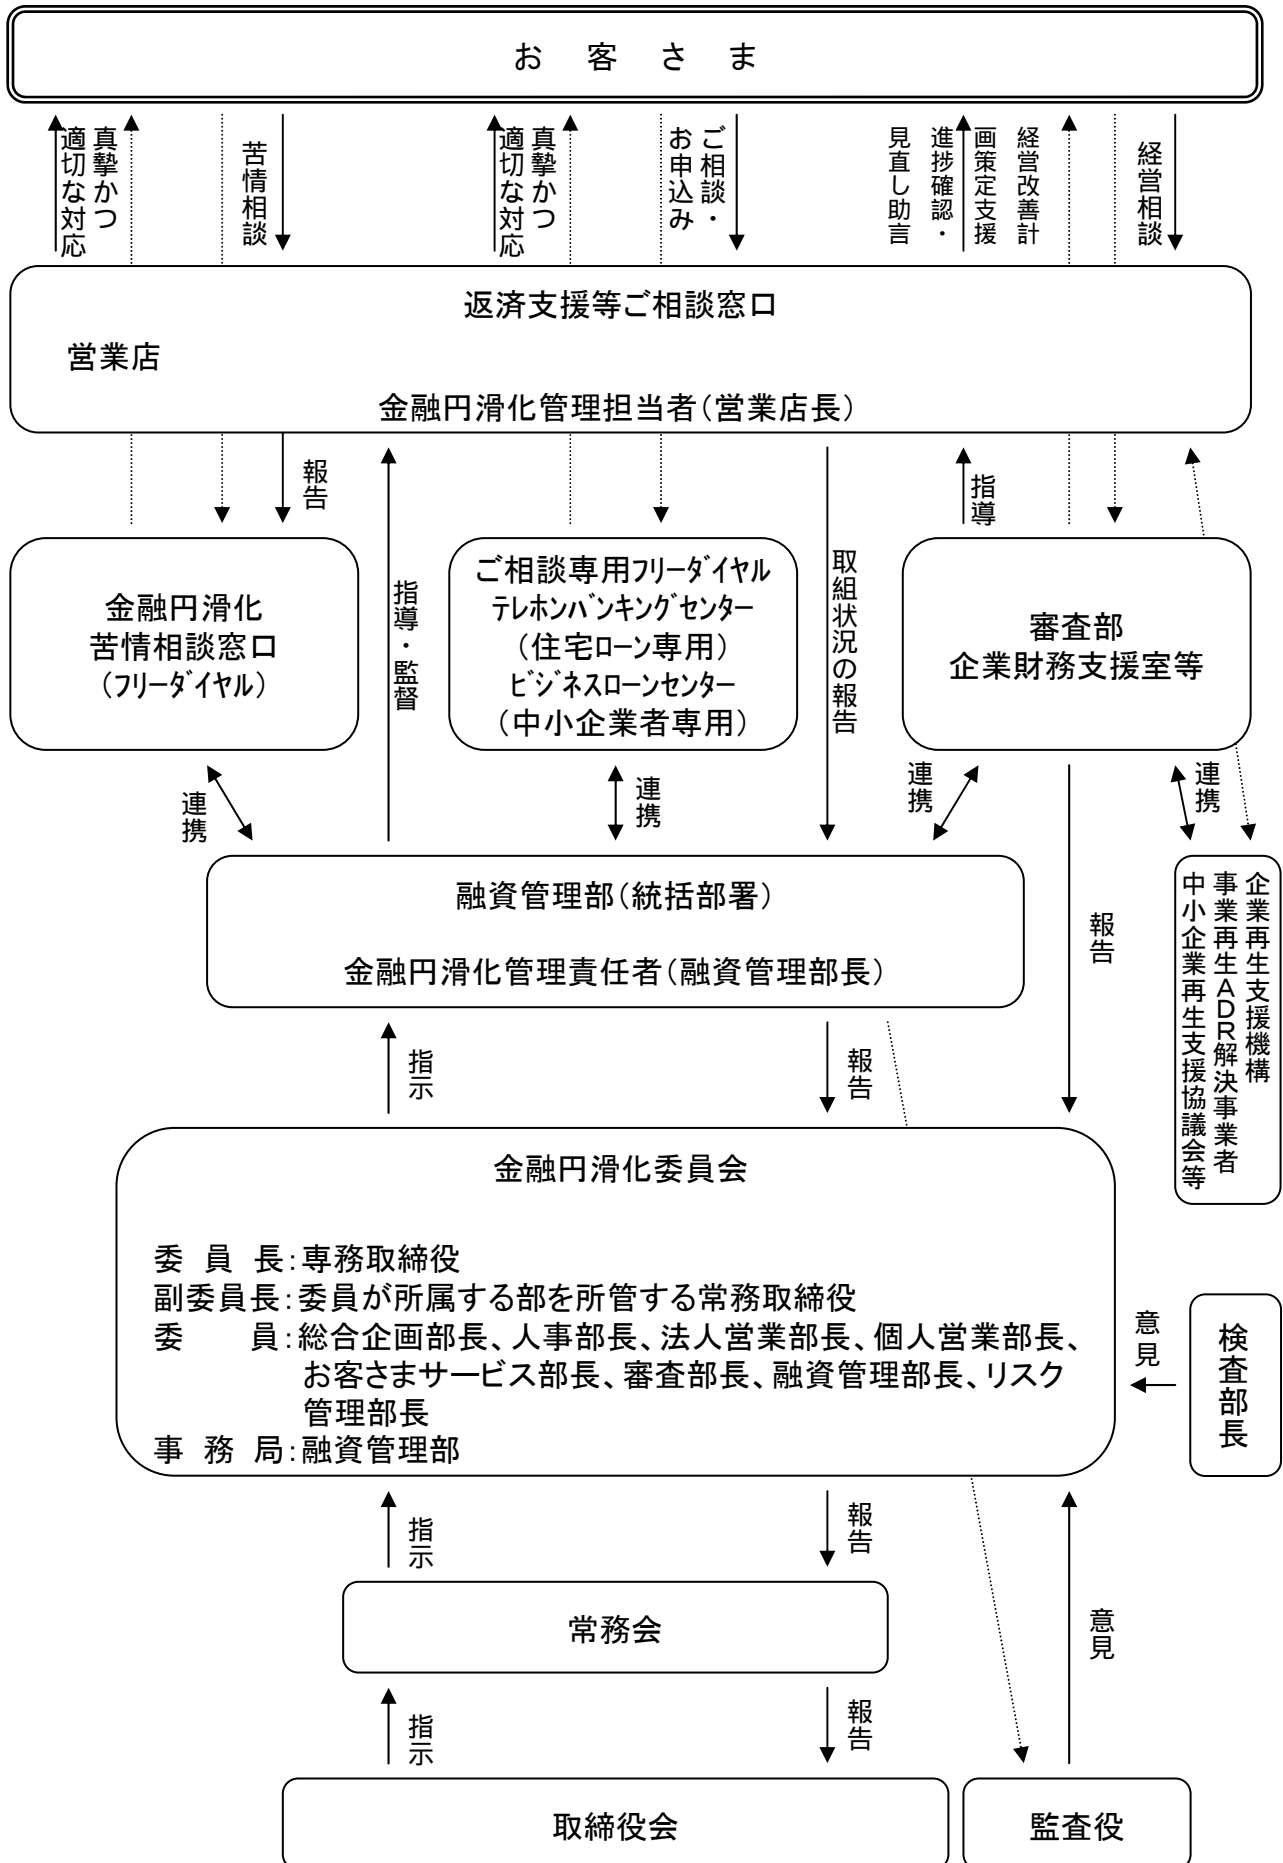 お客さま
真摯かつ
適切な対応
苦情相談
真摯かつ
適切な対応
ご相談・
お申込み
経営改善計
画策定支援
進捗確認・
見直し助言
経営相談
返済支援等ご相談窓口
営業店
金融円滑化管理担当者(営業店長)
報告
指導・監督
取組状況の報告
指導
金融円滑化
苦情相談窓口
(フリーダイヤル)
ご相談専用フリーダイヤル
テレホンバンキングセンター
(住宅ローン専用)
ビジネスローンセンター
(中小企業者専用)
審査部
企業財務支援室等
連携
連携
連携
連携
融資管理部(統括部署)
金融円滑化管理責任者(融資管理部長)
報告
企業再生支援機構
事業再生ADR解決事業者
中小企業再生支援協議会等
指示
報告
金融円滑化委員会
委員長:専務取締役
副委員長:委員が所属する部を所管する常務取締役
委員:総合企画部長、人事部長、法人営業部長、個人営業部長、
お客さまサービス部長、審査部長、融資管理部長、リスク
管理部長
事務局:融資管理部
意見
検査部長
指示
報告
常務会
意見
指示
報告
取締役会
監査役